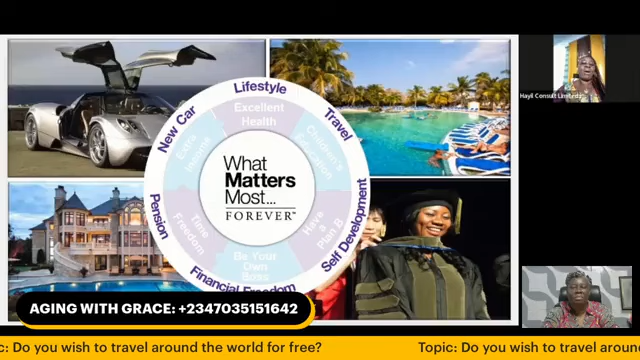 Lifestyle
Excellent
Health
New Car
Travel
Extra
Income
Children's
Education
What
Matters
Most...
FOREVER™
Pension
Time
Freedom
Have
a
Plan B
Self Development
Be Your
Own
Boss
Financial Freedom
Hayil Consult Limited
AGING WITH GRACE: +2347035151642
c: Do you wish to travel around the world for free?
Topic: Do you wish to travel aroun